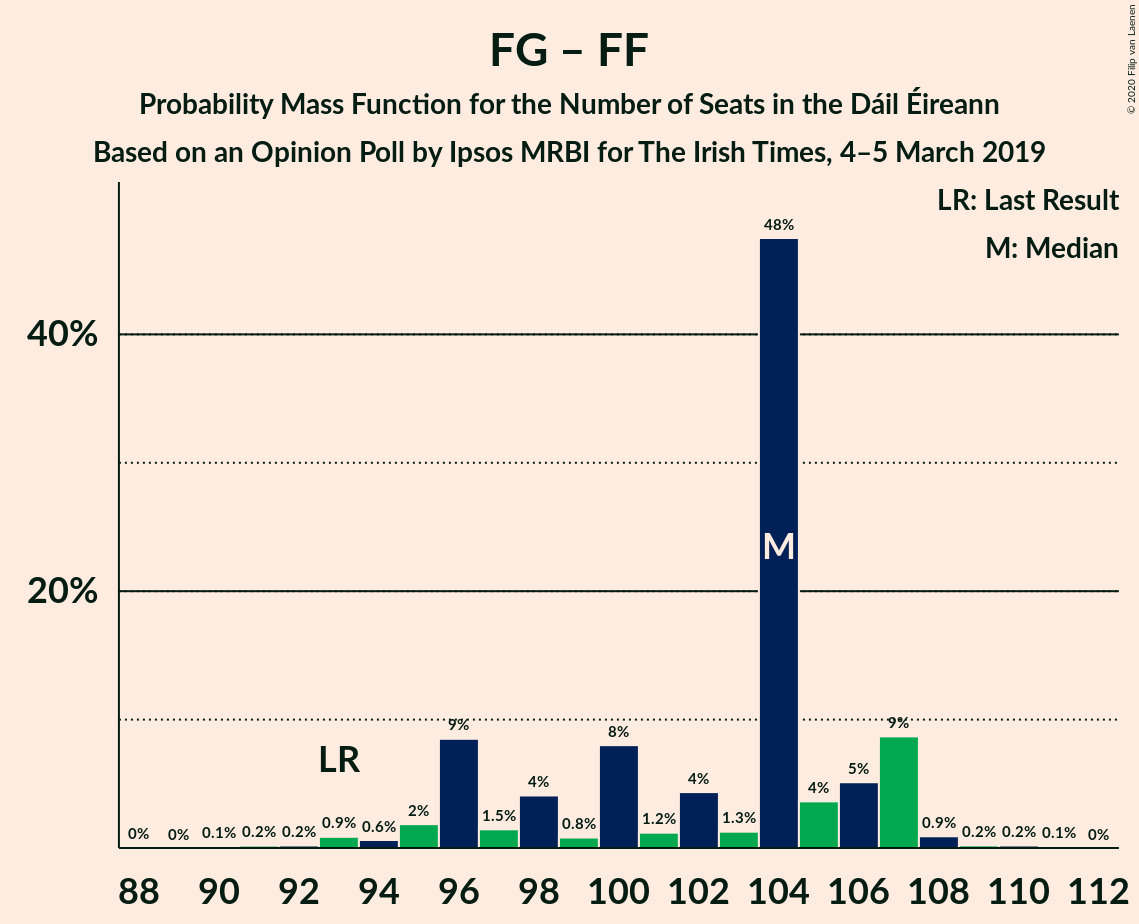 FG – FF
Probability Mass Function for the Number of Seats in the Dáil Éireann
Based on an Opinion Poll by Ipsos MRBI for The Irish Times, 4–5 March 2019
© 2020 Filip van Laenen
LR: Last Result
M: Median
48%
40%
M
20%
9% 9%
8%
LR
5%
4% 4% 4%
2%
0% 0% 0.1% 0.2% 0.2% 0.9% 0.6% 1.5% 0.8% 1.2% 1.3% 0.9% 0.2% 0.2% 0.1% 0%
88 90 92 94 96 98 100 102 104 106 108 110 112